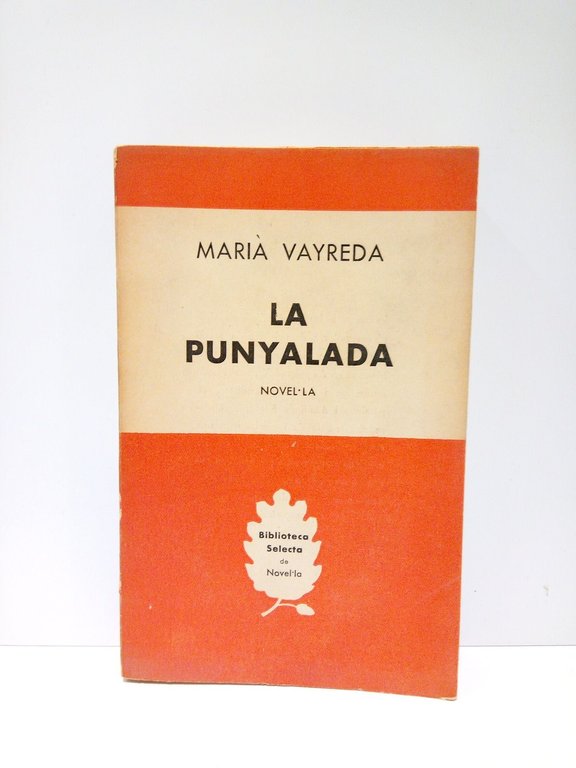 MARIÀ VAYREDA
LA
PUNYALADA
NOVEL·LA
Biblioteca
Selecta
de
Novel·la